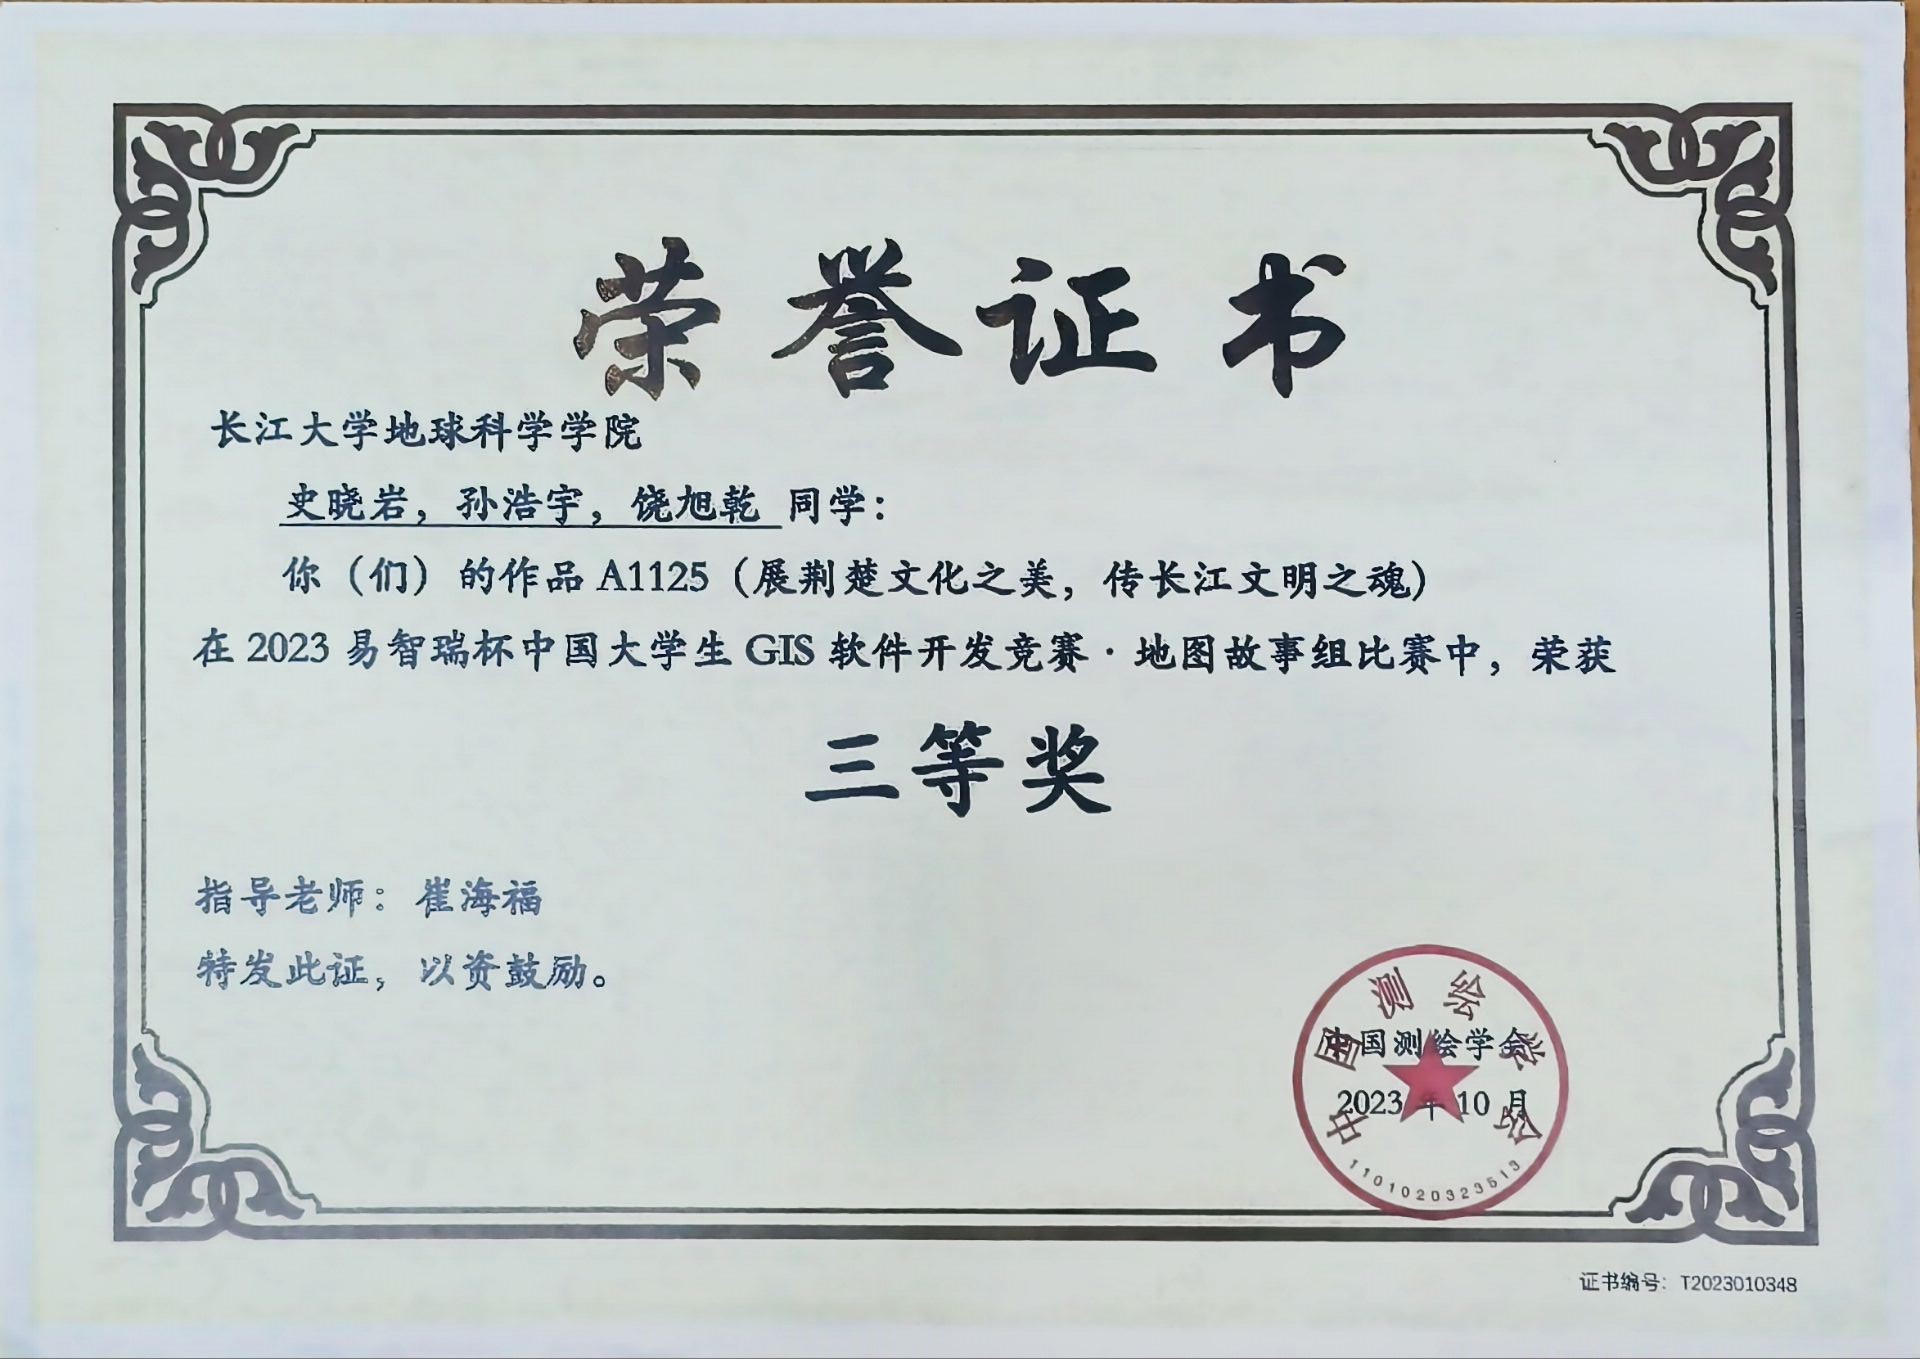 荣誉证书
长江大学地球科学学院
史晓岩，孙浩宇，饶旭乾 同学：
你（们）的作品 A1125（展荆楚文化之美，传长江文明之魂）
在 2023 易智瑞杯中国大学生 GIS 软件开发竞赛·地图故事组比赛中，荣获
三等奖
指导老师：崔海福
特发此证，以资鼓励。
中国测绘学会
中国测绘学会
2023 年 10 月
1101020323513
证书编号：T2023010348